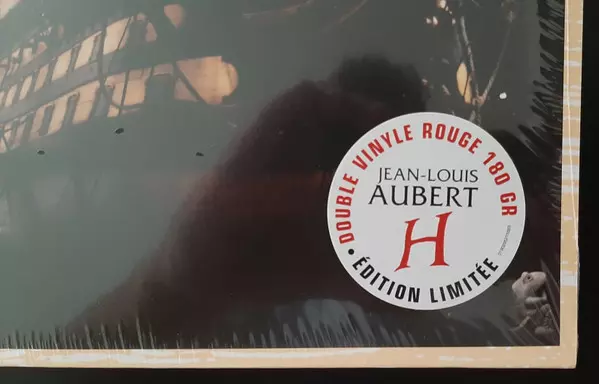 DOUBLE VINYLE ROUGE 180 GR
JEAN-LOUIS
AUBERT
H
• ÉDITION LIMITÉE